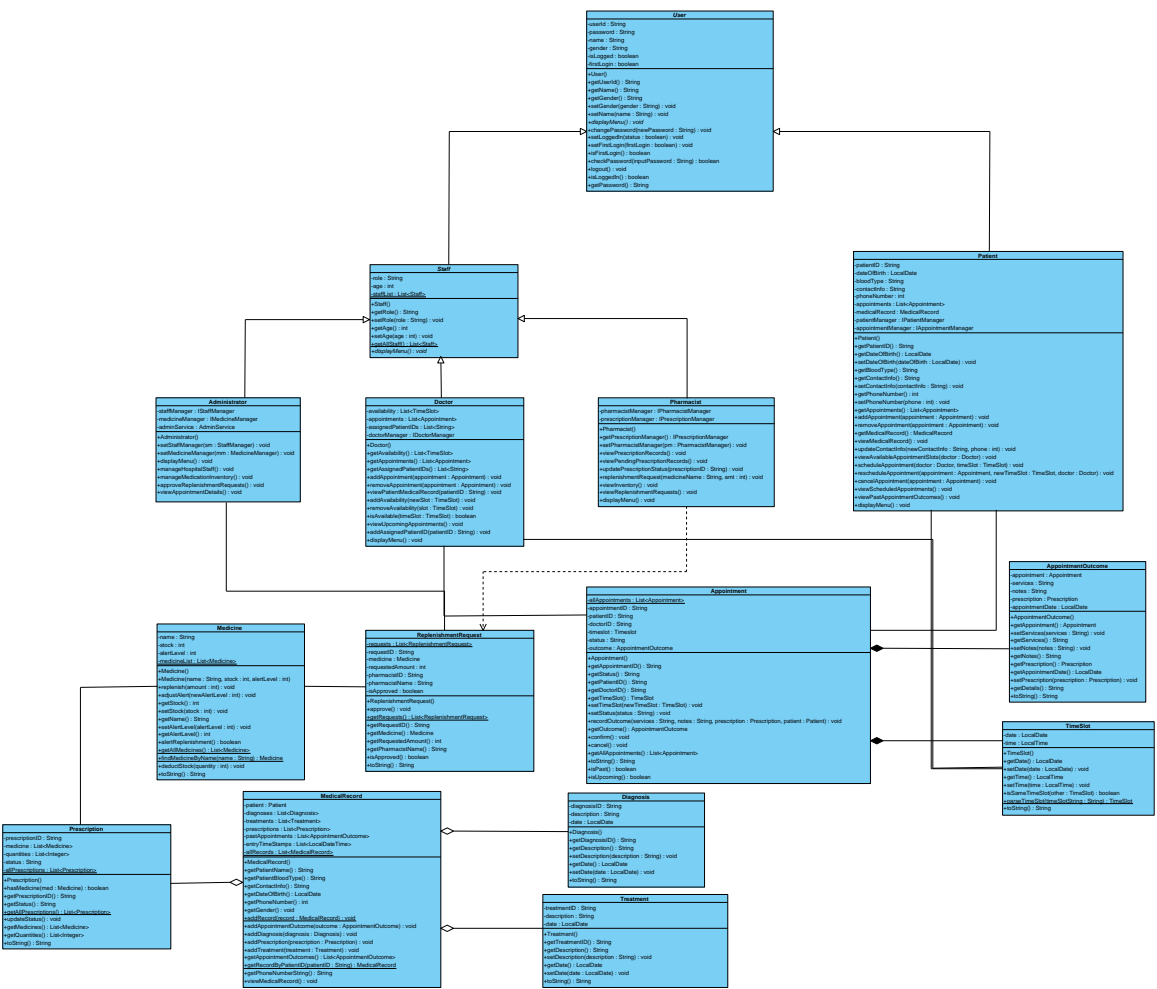 User
-userId : String
-password : String
-name : String
-gender : String
-isLogged : boolean
-firstLogin : boolean
+User()
+getUserId() : String
+getName() : String
+getGender() : String
+setGender(gender : String) : void
+setName(name : String) : void
+displayMenu() : void
+changePassword(newPassword : String) : void
+setLoggedIn(status : boolean) : void
+setFirstLogin(firstLogin : boolean) : void
+isFirstLogin() : boolean
+checkPassword(inputPassword : String) : boolean
+logout() : void
+isLoggedIn() : boolean
+getPassword() : String
Staff
-role : String
-age : int
-staffList : List<Staff>
+Staff()
+getRole() : String
+setRole(role : String) : void
+getAge() : int
+setAge(age : int) : void
+getAllStaff() : List<Staff>
+displayMenu() : void
Patient
-patientID : String
-dateOfBirth : LocalDate
-bloodType : String
-contactInfo : String
-phoneNumber : int
-appointments : List<Appointment>
-medicalRecord : MedicalRecord
-patientManager : IPatientManager
-appointmentManager : IAppointmentManager
+Patient()
+getPatientID() : String
+getDateOfBirth() : LocalDate
+setDateOfBirth(dateOfBirth : LocalDate) : void
+getBloodType() : String
+getContactInfo() : String
+setContactInfo(contactInfo : String) : void
+getPhoneNumber() : int
+setPhoneNumber(phone : int) : void
+getAppointments() : List<Appointment>
+addAppointment(appointment : Appointment) : void
+removeAppointment(appointment : Appointment) : void
+getMedicalRecord() : MedicalRecord
+viewMedicalRecord() : void
+updateContactInfo(newContactInfo : String, phone : int) : void
+viewAvailableAppointmentSlots(doctor : Doctor) : void
+scheduleAppointment(doctor : Doctor, timeSlot : TimeSlot) : void
+rescheduleAppointment(appointment : Appointment, newTimeSlot : TimeSlot, doctor : Doctor) : void
+cancelAppointment(appointment : Appointment) : void
+viewScheduledAppointments() : void
+viewPastAppointmentOutcomes() : void
+displayMenu() : void
Administrator
-staffManager : IStaffManager
-medicineManager : IMedicineManager
-adminService : AdminService
+Administrator()
+setStaffManager(sm : StaffManager) : void
+setMedicineManager(mm : MedicineManager) : void
+displayMenu() : void
+manageHospitalStaff() : void
+manageMedicationInventory() : void
+approveReplenishRequests() : void
+viewAppointmentDetails() : void
Doctor
-availability : List<TimeSlot>
-appointments : List<Appointment>
-assignedPatientIDs : List<String>
-doctorManager : IDoctorManager
+Doctor()
+getAvailability() : List<TimeSlot>
+getAppointments() : List<Appointment>
+getAssignedPatientIDs() : List<String>
+addAppointment(appointment : Appointment) : void
+removeAppointment(appointment : Appointment) : void
+viewPatientMedicalRecord(patientID : String) : void
+addAvailability(newSlot : TimeSlot) : void
+removeAvailability(slot : TimeSlot) : void
+isAvailable(timeSlot : TimeSlot) : boolean
+viewUpcomingAppointments() : void
+addAssignedPatientID(patientID : String) : void
+displayMenu() : void
Pharmacist
-pharmacistManager : IPharmacistManager
-prescriptionManager : IPrescriptionManager
+Pharmacist()
+getPrescriptionManager() : IPrescriptionManager
+setPharmacistManager(pm : PharmacistManager) : void
+viewPrescriptionRecords() : void
+viewPendingPrescriptionRecords() : void
+updatePrescriptionStatus(prescriptionID : String) : void
+replenishmentRequest(medicineName : String, amt : int) : void
+viewInventory() : void
+viewReplenishmentRequests() : void
+displayMenu() : void
AppointmentOutcome
-appointment : Appointment
-services : String
-notes : String
-prescription : Prescription
-appointmentDate : LocalDate
+AppointmentOutcome()
+getAppointment() : Appointment
+setServices(services : String) : void
+getServices() : String
+setNotes(notes : String) : void
+getNotes() : String
+getPrescription() : Prescription
+getAppointmentDate() : LocalDate
+setPrescription(prescription : Prescription) : void
+getDetails() : String
+toString() : String
Appointment
-allAppointments : List<Appointment>
-appointmentID : String
-patientID : String
-doctorID : String
-timeslot : Timeslot
-status : String
-outcome : AppointmentOutcome
+Appointment()
+getAppointmentID() : String
+getStatus() : String
+getPatientID() : String
+getDoctorID() : String
+getTimeSlot() : TimeSlot
+setTimeSlot(newTimeSlot : TimeSlot) : void
+setStatus(status : String) : void
+recordOutcome(services : String, notes : String, prescription : Prescription, patient : Patient) : void
+getOutcome() : AppointmentOutcome
+confirm() : void
+cancel() : void
+getAllAppointments() : List<Appointment>
+toString() : String
+isPast() : boolean
+isUpcoming() : boolean
Medicine
-name : String
-stock : int
-alertLevel : int
-medicineList : List<Medicine>
+Medicine()
+Medicine(name : String, stock : int, alertLevel : int)
+replenish(amount : int) : void
+adjustAlert(newAlertLevel : int) : void
+getStock() : int
+setStock(stock : int) : void
+getName() : String
+setAlertLevel(alertLevel : int) : void
+getAlertLevel() : int
+alertReplenishment() : boolean
+getAllMedicines() : List<Medicine>
+findMedicineByName(name : String) : Medicine
+deductStock(quantity : int) : void
+toString() : String
ReplenishmentRequest
-requests : List<ReplenishmentRequest>
-requestID : String
-medicine : Medicine
-requestedAmount : int
-pharmacistID : String
-pharmacistName : String
-isApproved : boolean
+ReplenishmentRequest()
+approve() : void
+getRequests() : List<ReplenishmentRequest>
+getRequestID() : String
+getMedicine() : Medicine
+getRequestedAmount() : int
+getPharmacistName() : String
+isApproved() : boolean
+toString() : String
TimeSlot
-date : LocalDate
-time : LocalTime
+TimeSlot()
+getDate() : LocalDate
+setDate(date : LocalDate) : void
+getTime() : LocalTime
+setTime(time : LocalTime) : void
+isSameTimeSlot(other : TimeSlot) : boolean
+parseTimeSlot(timeSlotString : String) : TimeSlot
+toString() : String
MedicalRecord
-patient : Patient
-diagnoses : List<Diagnosis>
-treatments : List<Treatment>
-prescriptions : List<Prescription>
-pastAppointments : List<AppointmentOutcome>
-entryTimeStamps : List<LocalDateTime>
-allRecords : List<MedicalRecord>
+MedicalRecord()
+getPatientName() : String
+getPatientBloodType() : String
+getContactInfo() : String
+getDateOfBirth() : LocalDate
+getPhoneNumber() : int
+getGender() : void
+addRecord(record : MedicalRecord) : void
+addAppointmentOutcome(outcome : AppointmentOutcome) : void
+addDiagnosis(diagnosis : Diagnosis) : void
+addPrescription(prescription : Prescription) : void
+addTreatment(treatment : Treatment) : void
+getAppointmentOutcomes() : List<AppointmentOutcome>
+getRecordByPatientID(patientID : String) : MedicalRecord
+getPhoneNumberString() : String
+viewMedicalRecord() : void
Diagnosis
-diagnosisID : String
-description : String
-date : LocalDate
+Diagnosis()
+getDiagnosisID() : String
+getDescription() : String
+setDescription(description : String) : void
+getDate() : LocalDate
+setDate(date : LocalDate) : void
+toString() : String
Prescription
-prescriptionID : String
-medicine : List<Medicine>
-quantities : List<Integer>
-status : String
-allPrescriptions : List<Prescription>
+Prescription()
+hasMedicine(med : Medicine) : boolean
+getPrescriptionID() : String
+getStatus() : String
+getAllPrescriptions() : List<Prescription>
+updateStatus() : void
+getMedicines() : List<Medicine>
+getQuantities() : List<Integer>
+toString() : String
Treatment
-treatmentID : String
-description : String
-date : LocalDate
+Treatment()
+getTreatmentID() : String
+getDescription() : String
+setDescription(description : String) : void
+getDate() : LocalDate
+setDate(date : LocalDate) : void
+toString() : String